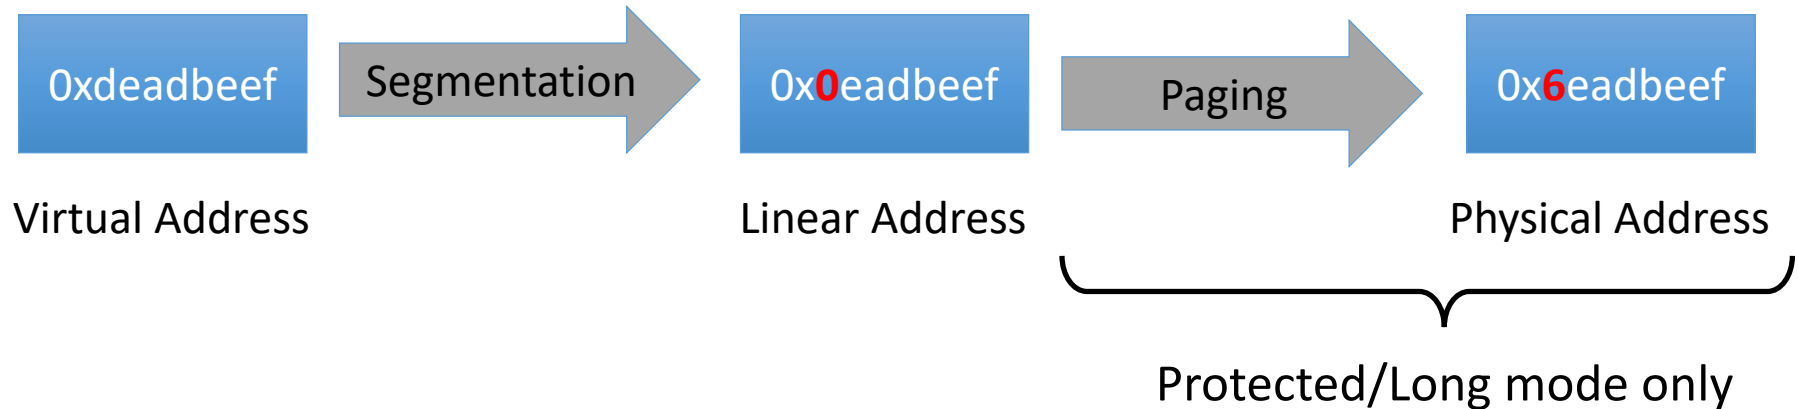 0xdeadbeef
Segmentation
0x0eadbeef
Paging
0x6eadbeef
Virtual Address
Linear Address
Physical Address
Protected/Long mode only